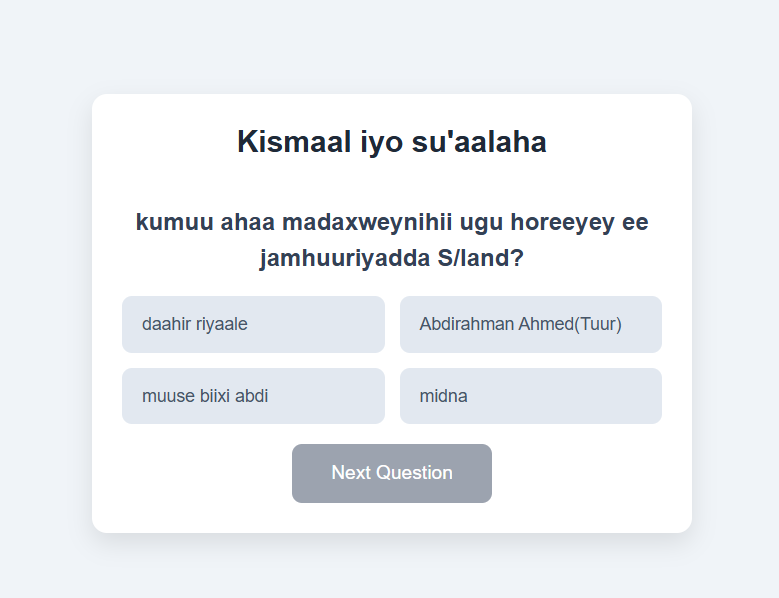 Kismaal iyo su'aalaha
kumuu ahaa madaxweynihii ugu horeeyey ee
jamhuuriyadda S/land?
daahir riyaale
Abdirahman Ahmed(Tuur)
muuse biixi abdi
midna
Next Question